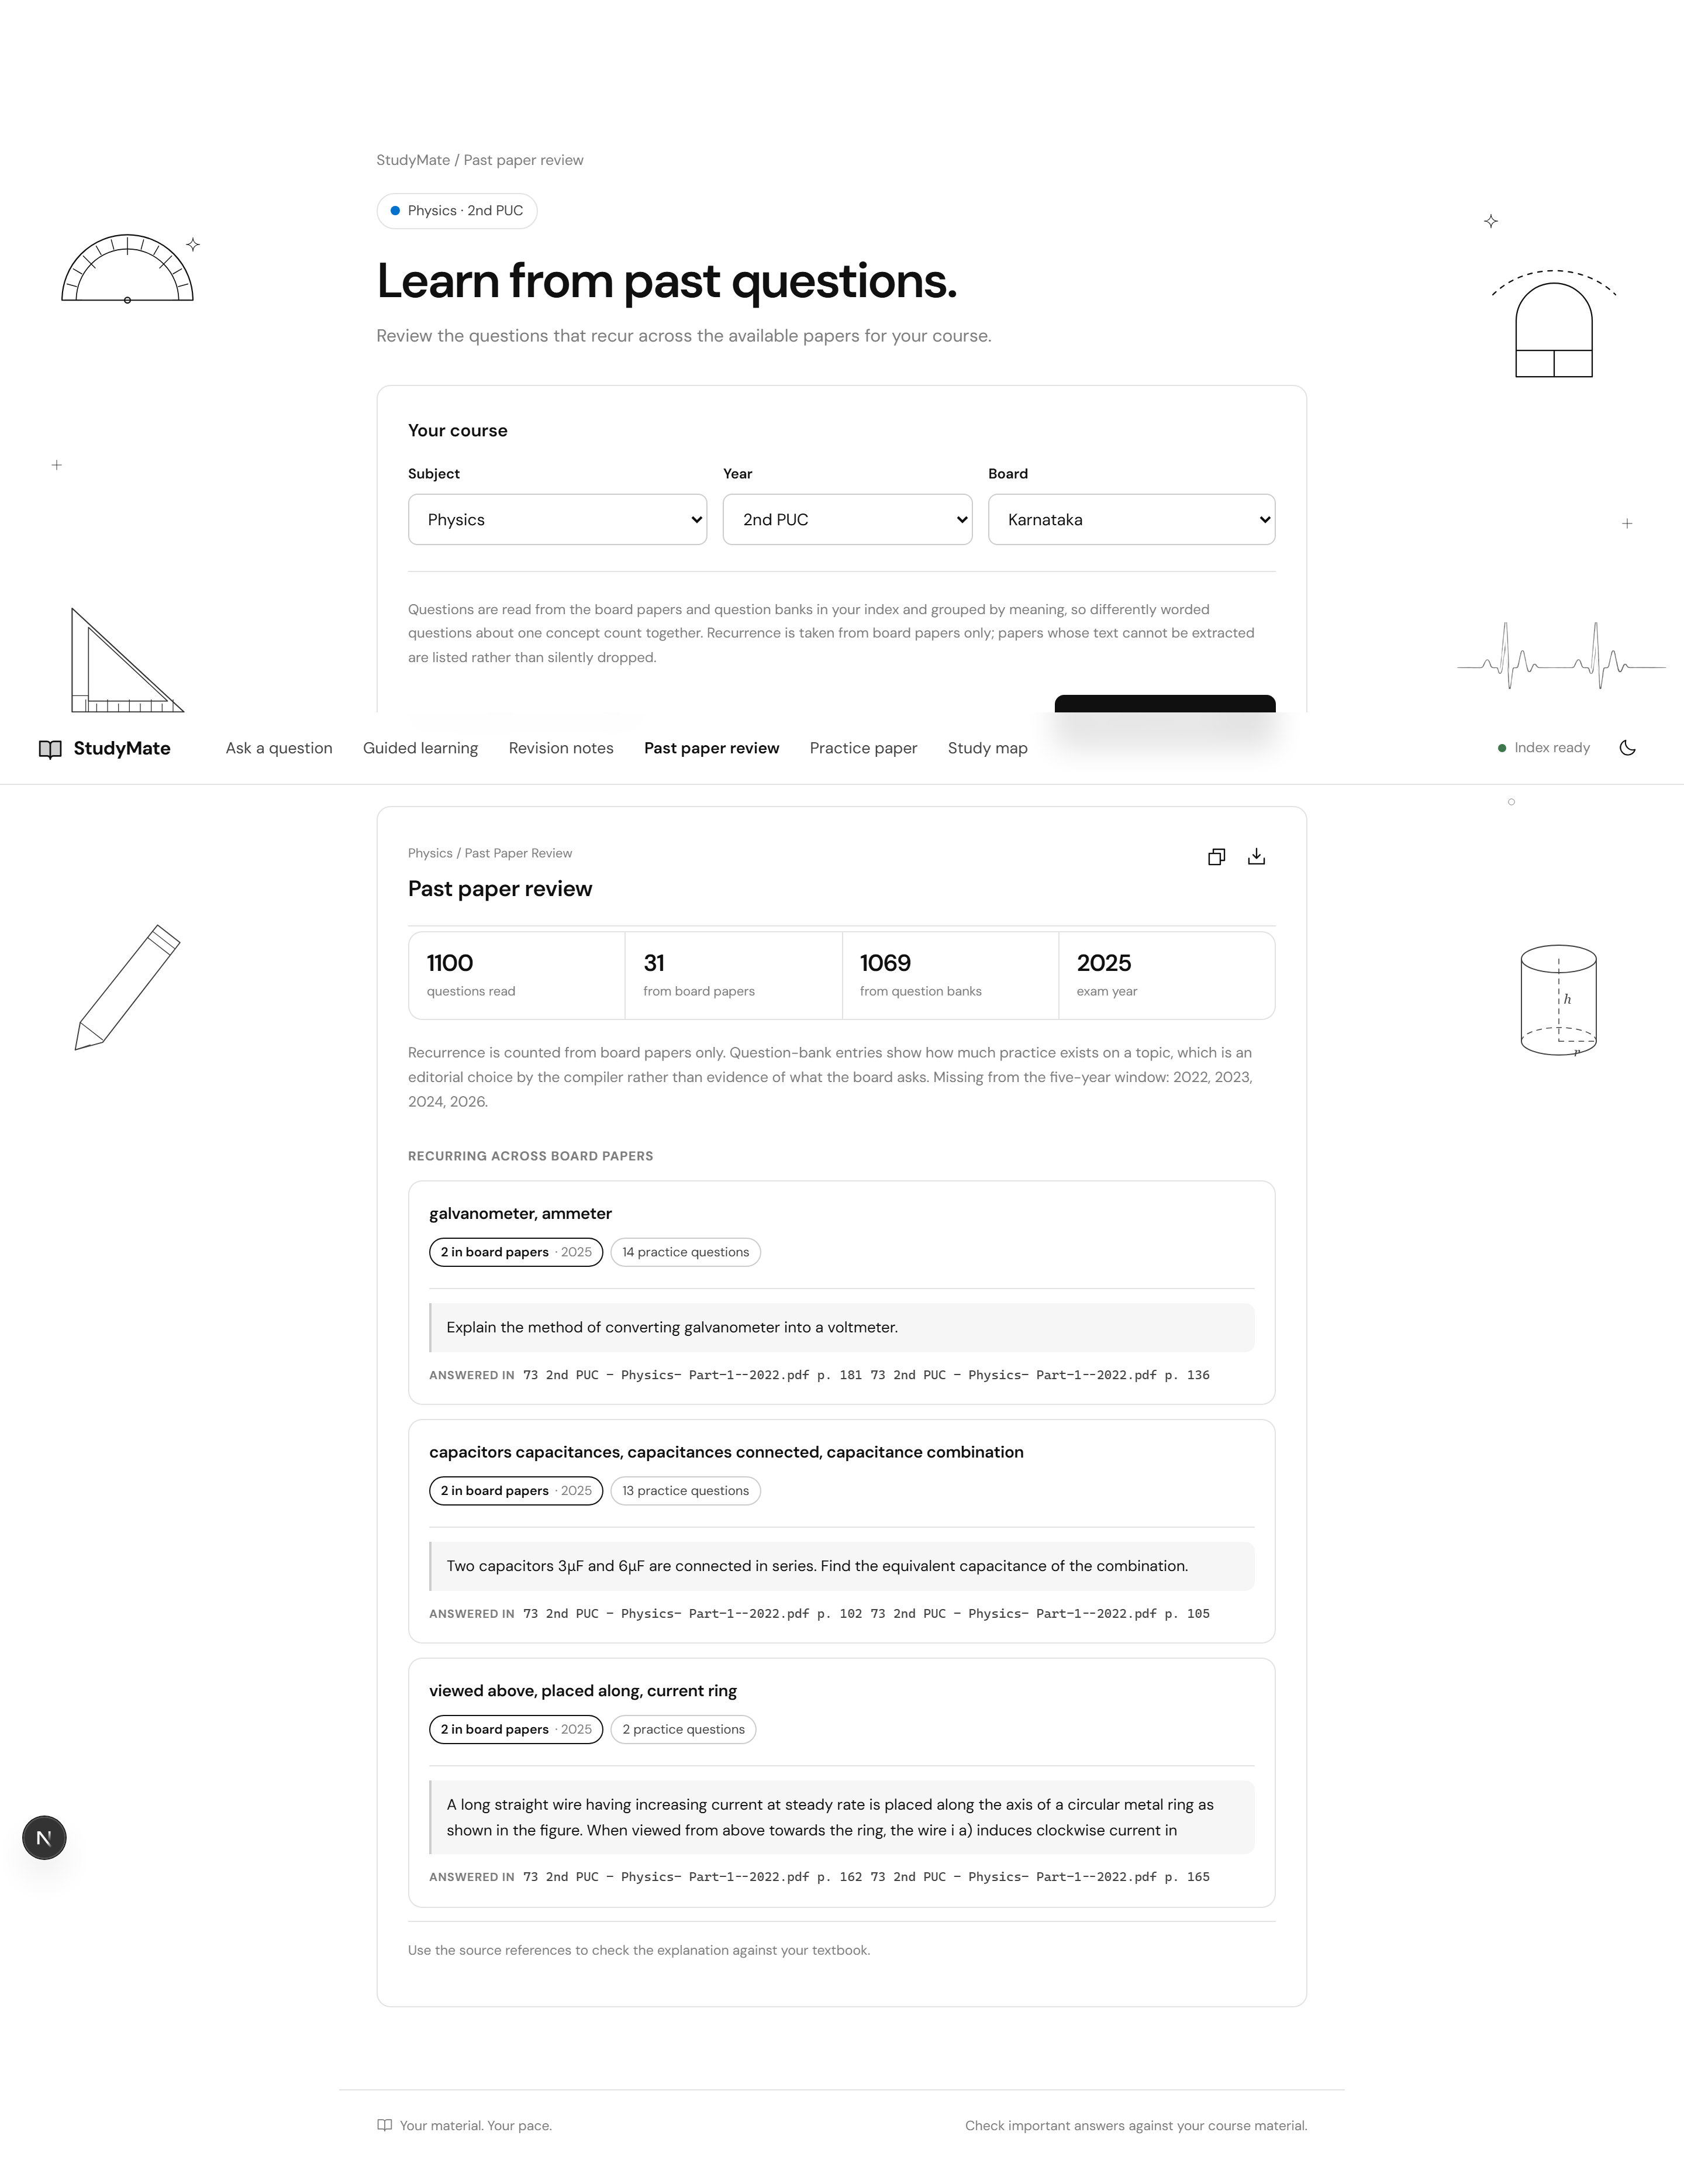 StudyMate / Past paper review
Physics · 2nd PUC
Learn from past questions.
Review the questions that recur across the available papers for your course.
Your course
Subject
Year
Board
Physics
2nd PUC
Karnataka
Questions are read from the board papers and question banks in your index and grouped by meaning, so differently worded
questions about one concept count together. Recurrence is taken from board papers only; papers whose text cannot be extracted
are listed rather than silently dropped.
StudyMate
Ask a question
Guided learning
Revision notes
Past paper review
Practice paper
Study map
Index ready
Physics / Past Paper Review
Past paper review
1100
31
1069
2025
questions read
from board papers
from question banks
exam year
Recurrence is counted from board papers only. Question-bank entries show how much practice exists on a topic, which is an
editorial choice by the compiler rather than evidence of what the board asks. Missing from the five-year window: 2022, 2023,
2024, 2026.
RECURRING ACROSS BOARD PAPERS
galvanometer, ammeter
2 in board papers · 2025
14 practice questions
Explain the method of converting galvanometer into a voltmeter.
ANSWERED IN 73 2nd PUC - Physics- Part-1--2022.pdf p. 181 73 2nd PUC - Physics- Part-1--2022.pdf p. 136
capacitors capacitances, capacitances connected, capacitance combination
2 in board papers · 2025
13 practice questions
Two capacitors 3μF and 6μF are connected in series. Find the equivalent capacitance of the combination.
ANSWERED IN 73 2nd PUC - Physics- Part-1--2022.pdf p. 102 73 2nd PUC - Physics- Part-1--2022.pdf p. 105
viewed above, placed along, current ring
2 in board papers · 2025
2 practice questions
A long straight wire having increasing current at steady rate is placed along the axis of a circular metal ring as
shown in the figure. When viewed from above towards the ring, the wire i a) induces clockwise current in
ANSWERED IN 73 2nd PUC - Physics- Part-1--2022.pdf p. 162 73 2nd PUC - Physics- Part-1--2022.pdf p. 165
Use the source references to check the explanation against your textbook.
Your material. Your pace.
Check important answers against your course material.
h
r
N